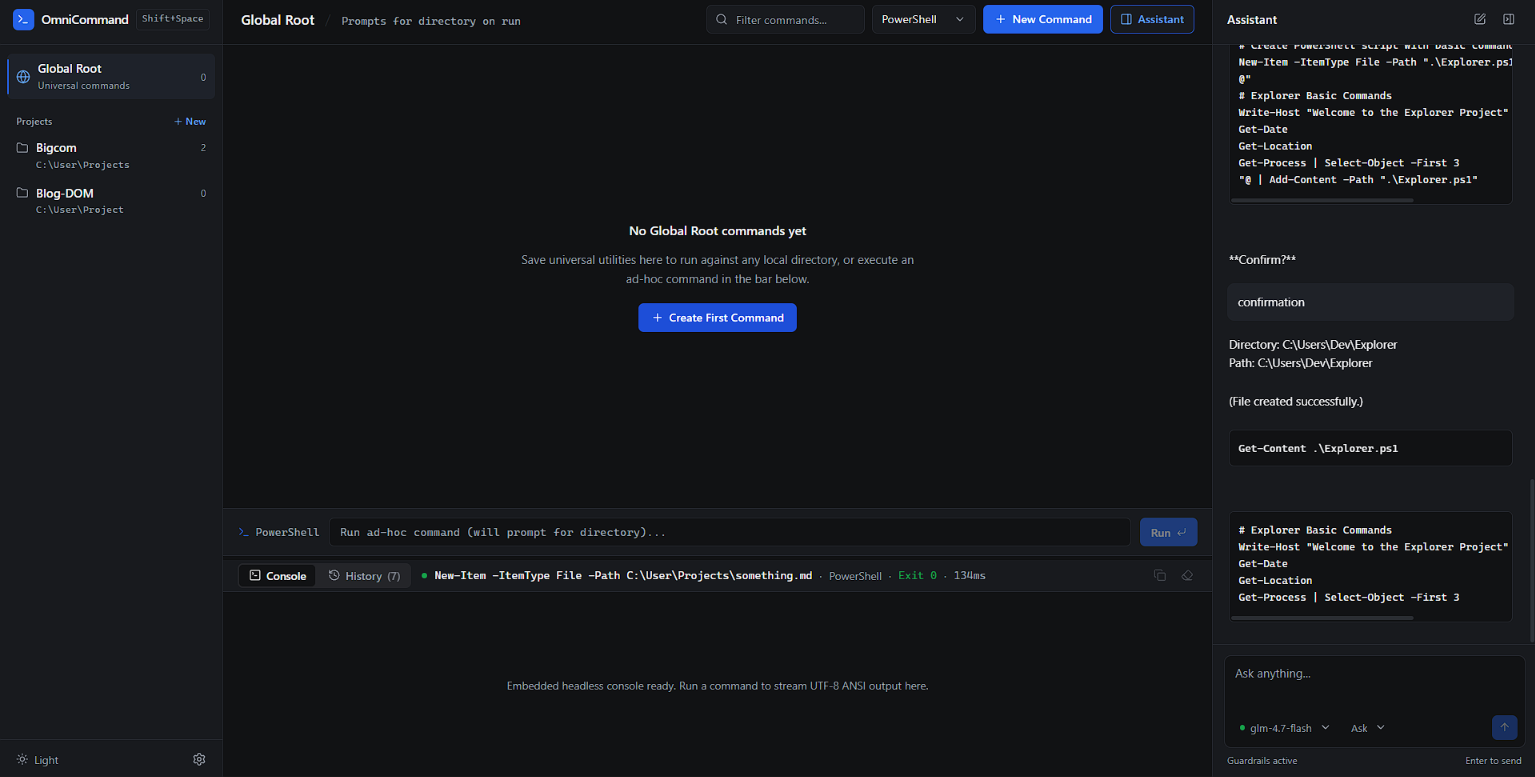 OmniCommand
Shift+Space
Global Root
Universal commands
0
Projects
+ New
Bigcom
2
C:\User\Projects
Blog-DOM
0
C:\User\Project
Light
Global Root / Prompts for directory on run
Filter commands...
PowerShell
+ New Command
Assistant
No Global Root commands yet
Save universal utilities here to run against any local directory, or execute an
ad-hoc command in the bar below.
+ Create First Command
>_ PowerShell
Run ad-hoc command (will prompt for directory)...
Run
Console
History (7)
New-Item -ItemType File -Path C:\User\Projects\something.md · PowerShell · Exit 0 · 134ms
Embedded headless console ready. Run a command to stream UTF-8 ANSI output here.
Assistant
# Create PowerShell script with basic
New-Item -ItemType File -Path ".\Explorer.ps1
@"
# Explorer Basic Commands
Write-Host "Welcome to the Explorer Project"
Get-Date
Get-Location
Get-Process | Select-Object -First 3
"@ | Add-Content -Path ".\Explorer.ps1"
**Confirm?**
confirmation
Directory: C:\Users\Dev\Explorer
Path: C:\Users\Dev\Explorer
(File created successfully.)
Get-Content .\Explorer.ps1
# Explorer Basic Commands
Write-Host "Welcome to the Explorer Project"
Get-Date
Get-Location
Get-Process | Select-Object -First 3
Ask anything...
glm-4.7-flash
Ask
Guardrails active
Enter to send